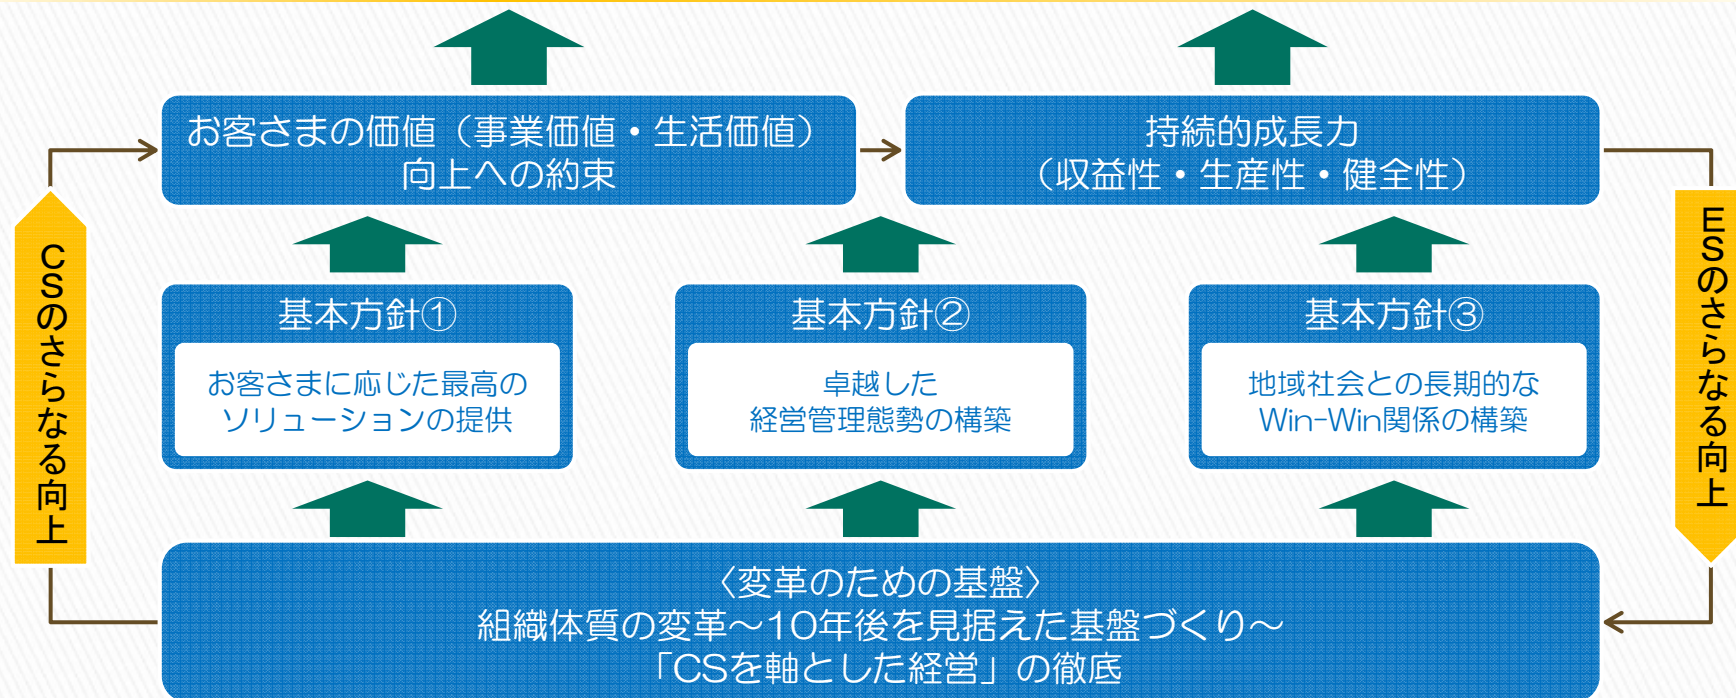 お客さまの価値（事業価値・生活価値）
向上への約束
持続的成長力
（収益性・生産性・健全性）
CSのさらなる向上
ESのさらなる向上
基本方針①
お客さまに応じた最高の
ソリューションの提供
基本方針②
卓越した
経営管理態勢の構築
基本方針③
地域社会との長期的な
Win-Win関係の構築
〈変革のための基盤〉
組織体質の変革～10年後を見据えた基盤づくり～
「CSを軸とした経営」の徹底